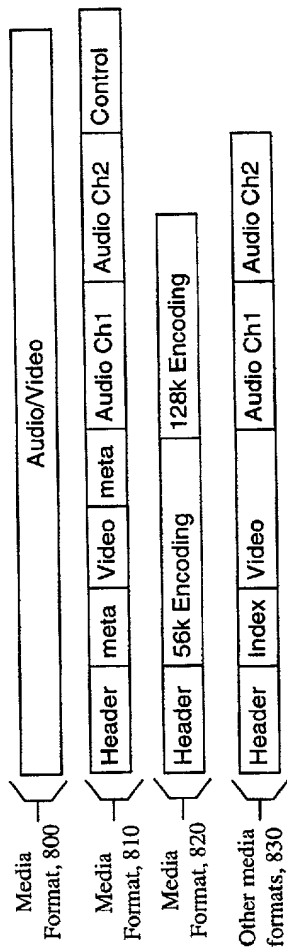 Media
Format, 800
Audio/Video
Media
Format, 810
Header
meta
Video
meta
Audio Ch1
Audio Ch2
Control
Media
Format, 820
Header
56k Encoding
128k Encoding
Other media
formats, 830
Header
Index
Video
Audio Ch1
Audio Ch2